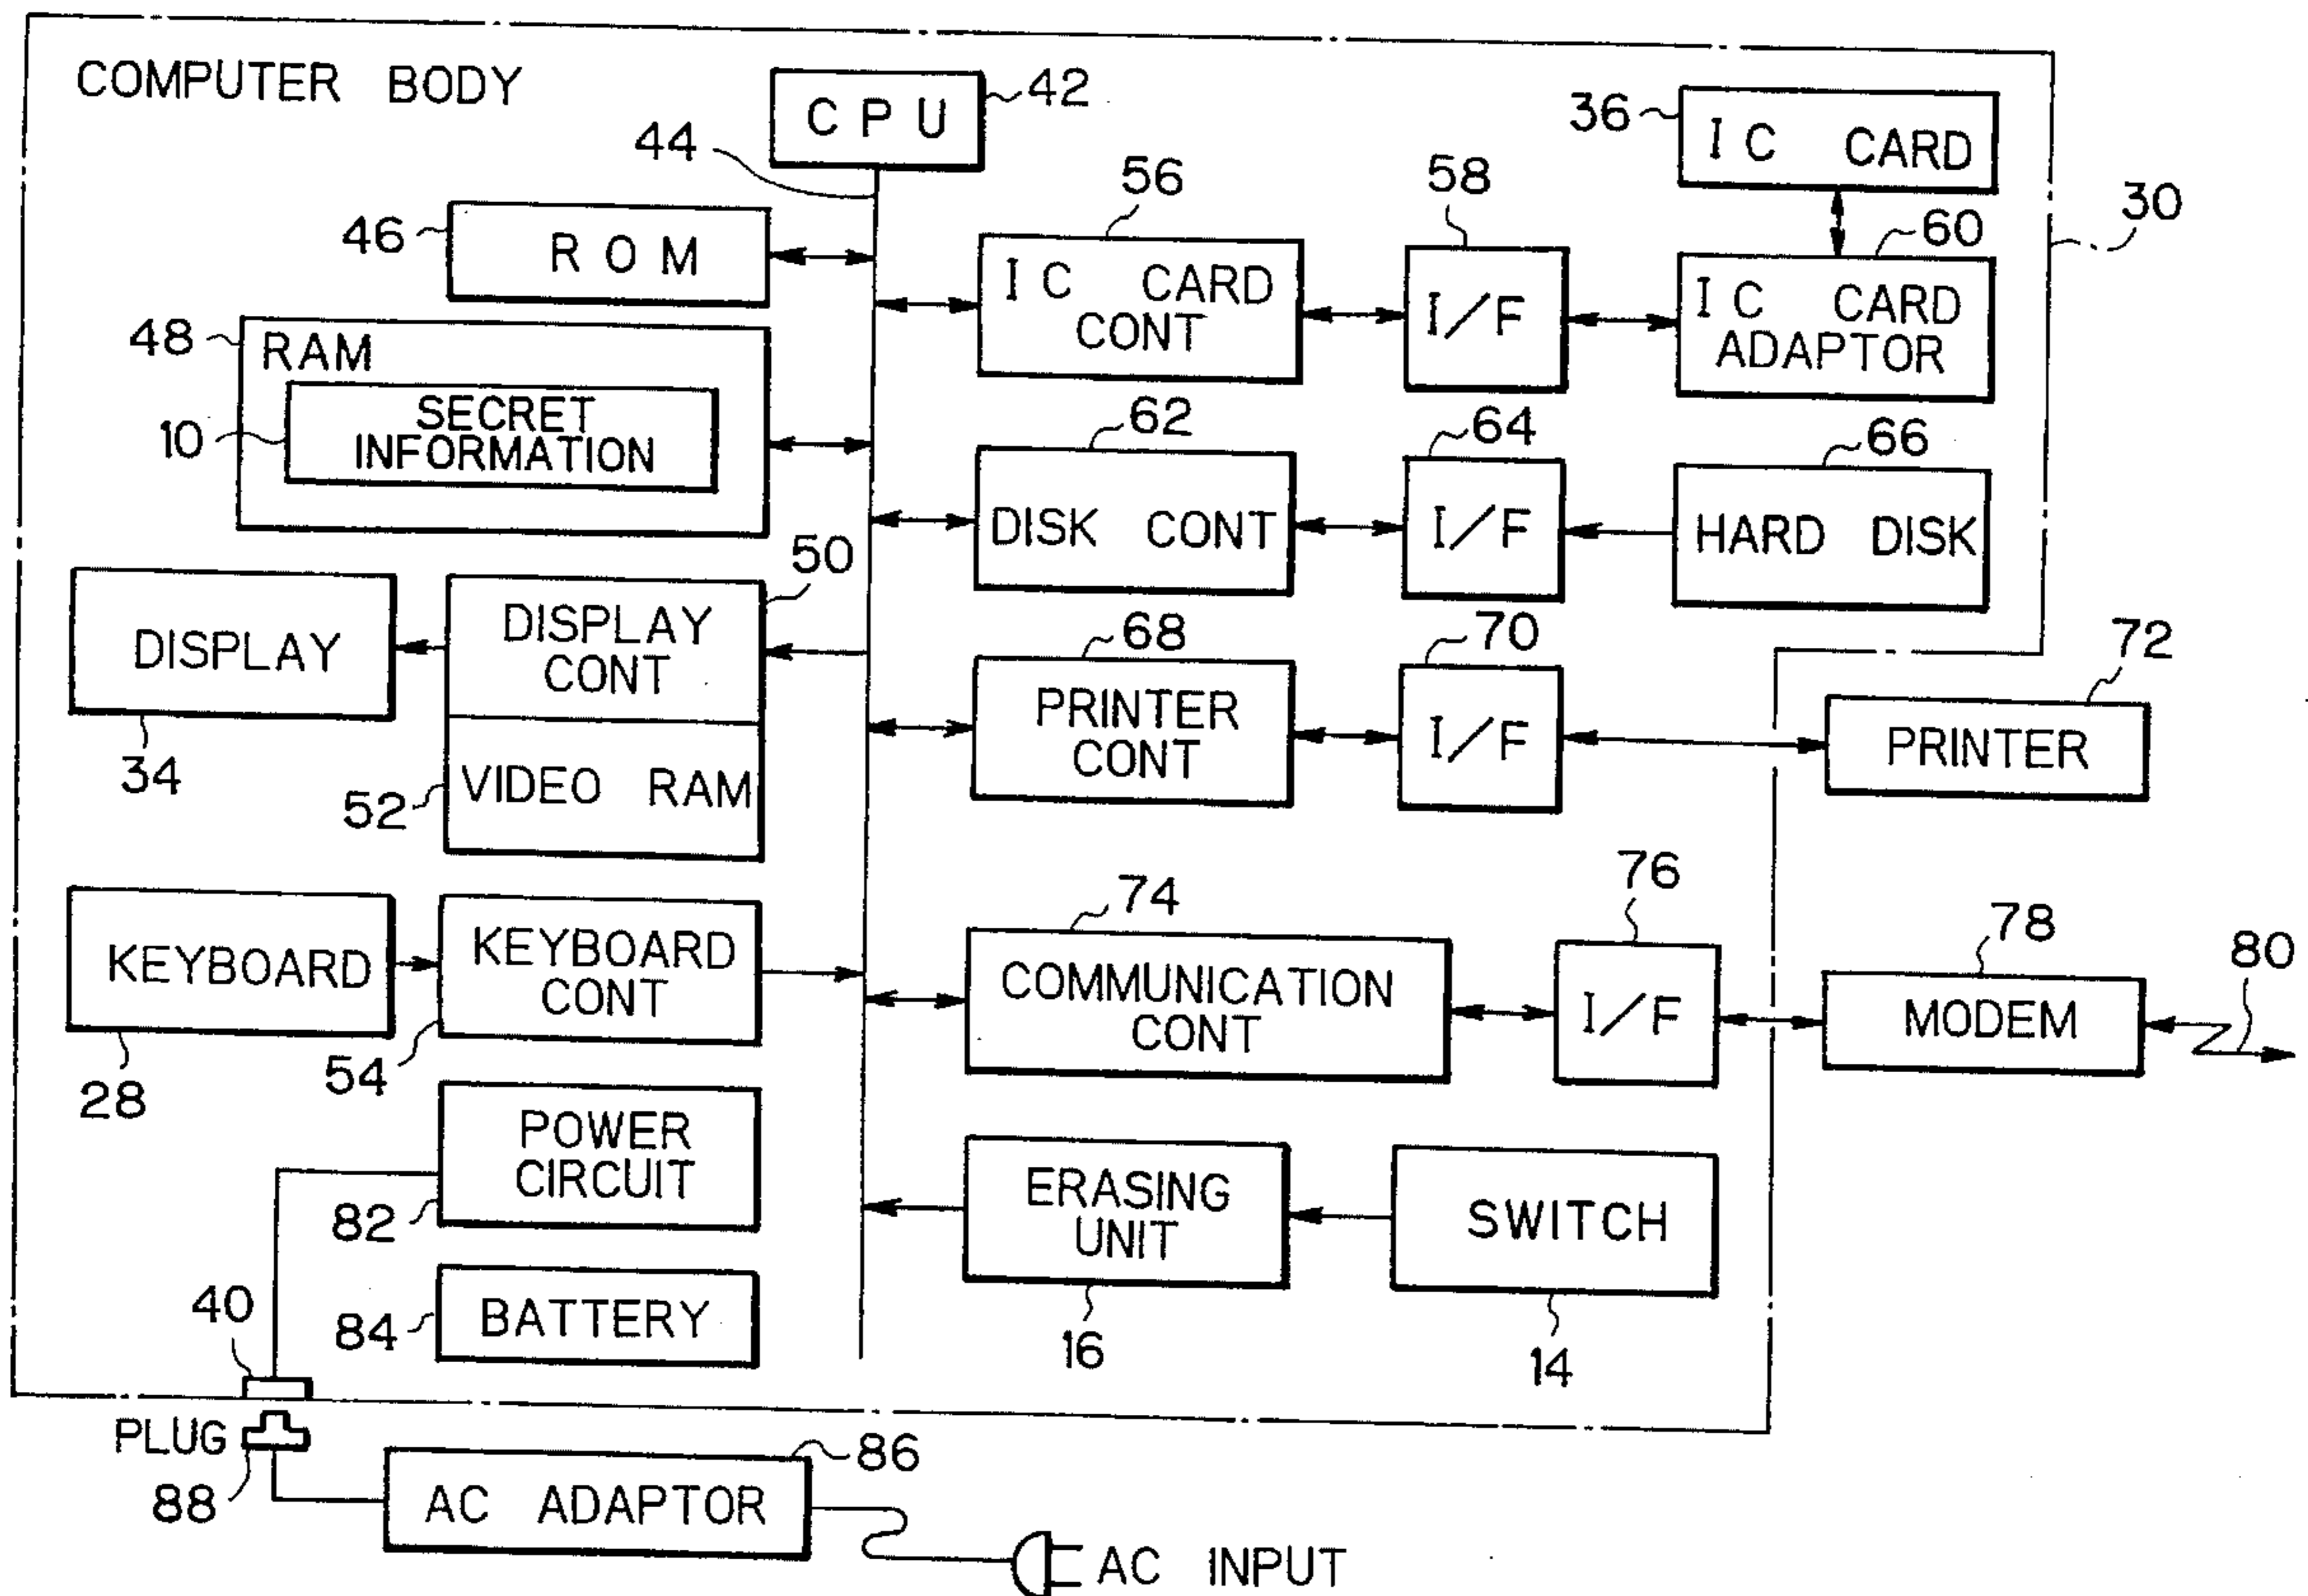 COMPUTER BODY
CPU
42
44
36
IC CARD
30
46
ROM
56
IC CARD
CONT
58
I/F
60
IC CARD
ADAPTOR
48
RAM
10
SECRET
INFORMATION
62
DISK CONT
64
I/F
66
HARD DISK
50
DISPLAY
34
DISPLAY
CONT
52
VIDEO RAM
68
PRINTER
CONT
70
I/F
72
PRINTER
KEYBOARD
28
KEYBOARD
CONT
54
74
COMMUNICATION
CONT
76
I/F
78
MODEM
80
POWER
CIRCUIT
82
ERASING
UNIT
16
SWITCH
14
84
BATTERY
40
PLUG
88
86
AC ADAPTOR
AC INPUT